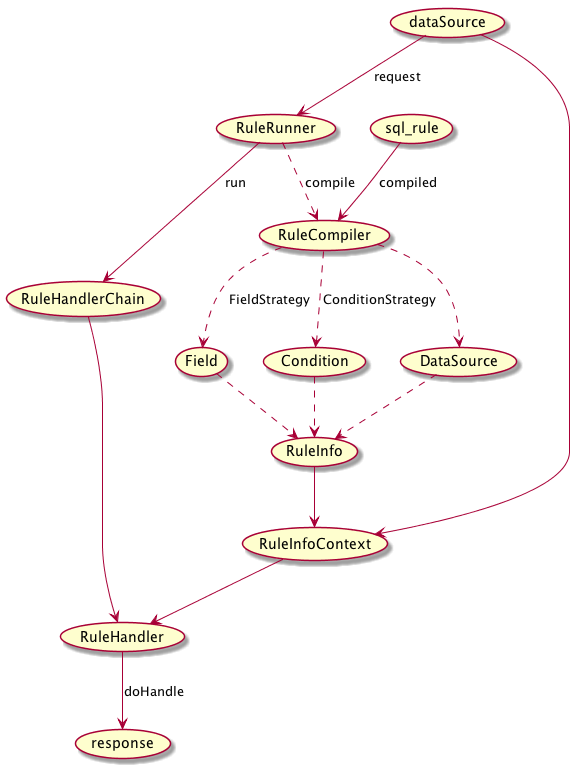 dataSource
request
RuleRunner
sql_rule
run
compile
compiled
RuleCompiler
RuleHandlerChain
FieldStrategy
ConditionStrategy
Field
Condition
DataSource
RuleInfo
RuleInfoContext
RuleHandler
doHandle
response